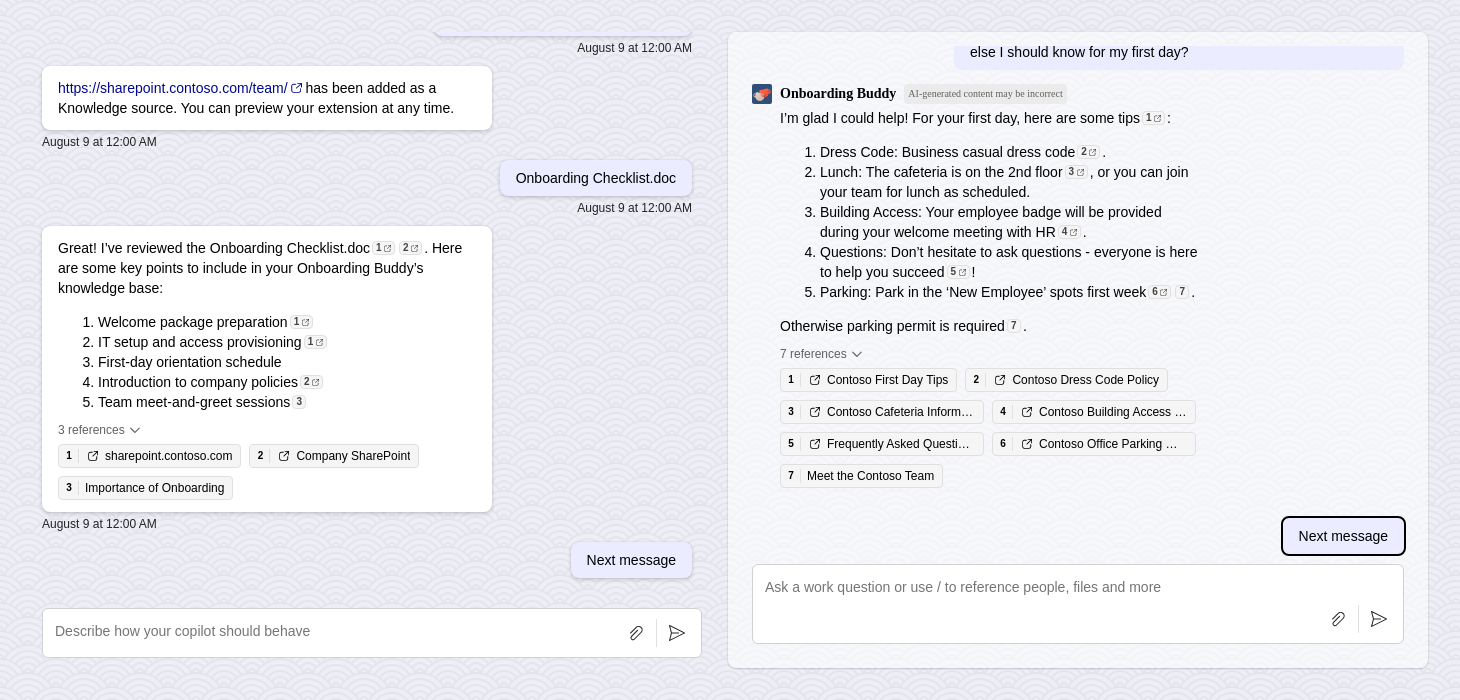 August 9 at 12:00 AM
https://sharepoint.contoso.com/team/ has been added as a
Knowledge source. You can preview your extension at any time.
August 9 at 12:00 AM
Onboarding Checklist.doc
August 9 at 12:00 AM
Great! I’ve reviewed the Onboarding Checklist.doc 1 2 . Here
are some key points to include in your Onboarding Buddy’s
knowledge base:
1. Welcome package preparation 1
2. IT setup and access provisioning 1
3. First-day orientation schedule
4. Introduction to company policies 2
5. Team meet-and-greet sessions 3
3 references
1 sharepoint.contoso.com 2 Company SharePoint
3 Importance of Onboarding
August 9 at 12:00 AM
Next message
Describe how your copilot should behave
else I should know for my first day?
Onboarding Buddy AI-generated content may be incorrect
I’m glad I could help! For your first day, here are some tips 1 :
1. Dress Code: Business casual dress code 2 .
2. Lunch: The cafeteria is on the 2nd floor 3 , or you can join
your team for lunch as scheduled.
3. Building Access: Your employee badge will be provided
during your welcome meeting with HR 4 .
4. Questions: Don’t hesitate to ask questions - everyone is here
to help you succeed 5 !
5. Parking: Park in the ‘New Employee’ spots first week 6 7 .
Otherwise parking permit is required 7 .
7 references
1 Contoso First Day Tips 2 Contoso Dress Code Policy
3 Contoso Cafeteria Inform… 4 Contoso Building Access …
5 Frequently Asked Questi… 6 Contoso Office Parking …
7 Meet the Contoso Team
Next message
Ask a work question or use / to reference people, files and more